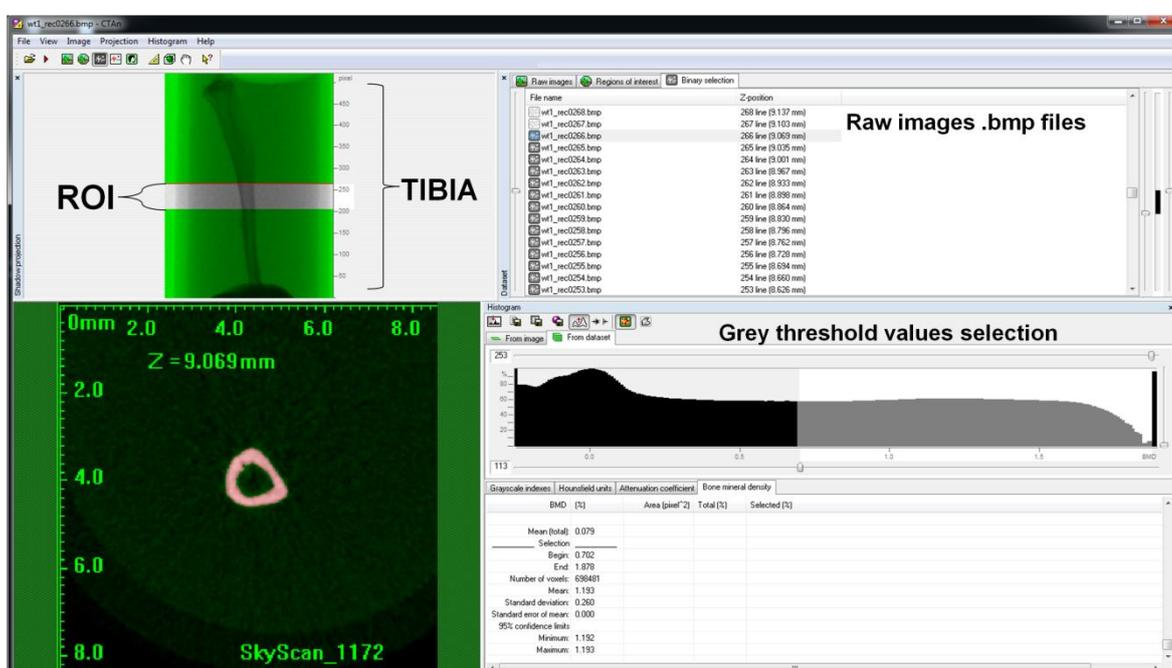 wt1_rec0266.bmp - CTAn
File View Image Projection Histogram Help
pixel
450
400
350
300
250
200
150
100
50
ROI
TIBIA
Shadow projection
Dataset
Raw images Regions of interest Binary selection
File name Z-position
wt1_rec0268.bmp 268 line (9.137 mm)
wt1_rec0267.bmp 267 line (9.103 mm)
wt1_rec0266.bmp 266 line (9.069 mm)
wt1_rec0265.bmp 265 line (9.035 mm)
wt1_rec0264.bmp 264 line (9.001 mm)
wt1_rec0263.bmp 263 line (8.967 mm)
wt1_rec0262.bmp 262 line (8.933 mm)
wt1_rec0261.bmp 261 line (8.898 mm)
wt1_rec0260.bmp 260 line (8.864 mm)
wt1_rec0259.bmp 259 line (8.830 mm)
wt1_rec0258.bmp 258 line (8.796 mm)
wt1_rec0257.bmp 257 line (8.762 mm)
wt1_rec0256.bmp 256 line (8.728 mm)
wt1_rec0255.bmp 255 line (8.694 mm)
wt1_rec0254.bmp 254 line (8.660 mm)
wt1_rec0253.bmp 253 line (8.626 mm)
Raw images .bmp files
0mm 2.0 4.0 6.0 8.0
Z = 9.069mm
2.0
4.0
6.0
8.0
SkyScan_1172
Histogram
Grey threshold values selection
From image From dataset
253
%
80
60
40
20
0.0 0.5 1.0 1.5 BMD
113
Grayscale indexes Hounsfield units Attenuation coefficient Bone mineral density
BMD (%) Area (pixel^2) Total (%) Selected (%)
Mean (total): 0.079
Selection
Begin: 0.702
End: 1.878
Number of voxels: 698481
Mean: 1.193
Standard deviation: 0.260
Standard error of mean: 0.000
95% confidence limits
Minimum: 1.192
Maximum: 1.193